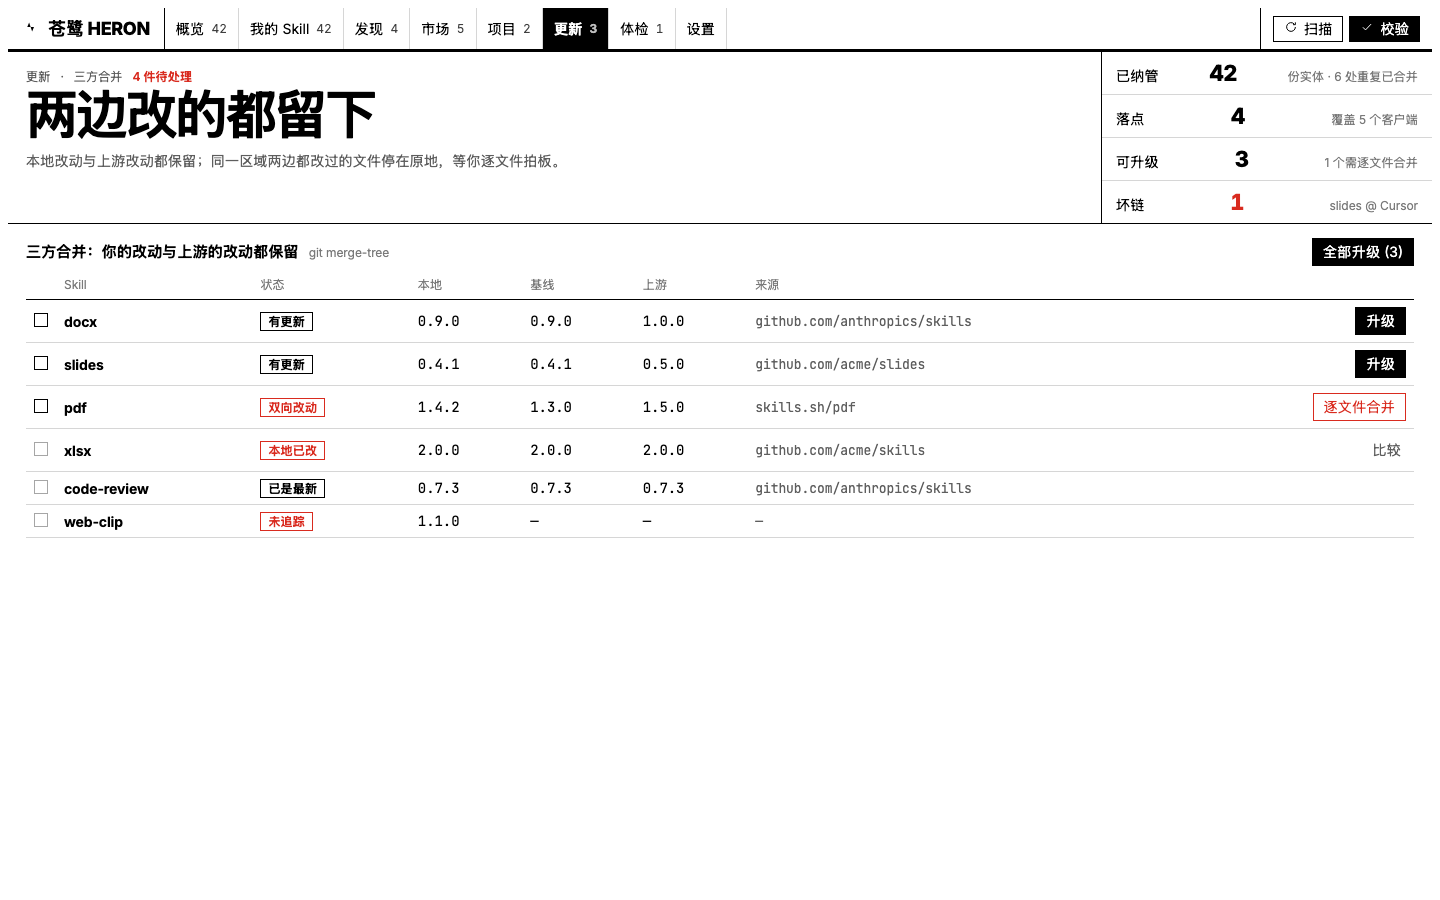 苍鹭 HERON 概览 42 我的 Skill 42 发现 4 市场 5 项目 2 更新 3 体检 1 设置 扫描 校验
更新 · 三方合并 4 件待处理
两边改的都留下
本地改动与上游改动都保留；同一区域两边都改过的文件停在原地，等你逐文件拍板。
已纳管 42 份实体 · 6 处重复已合并
落点 4 覆盖 5 个客户端
可升级 3 1 个需逐文件合并
坏链 1 slides @ Cursor
三方合并：你的改动与上游的改动都保留 git merge-tree 全部升级 (3)
Skill 状态 本地 基线 上游 来源
docx 有更新 0.9.0 0.9.0 1.0.0 github.com/anthropics/skills 升级
slides 有更新 0.4.1 0.4.1 0.5.0 github.com/acme/slides 升级
pdf 双向改动 1.4.2 1.3.0 1.5.0 skills.sh/pdf 逐文件合并
xlsx 本地已改 2.0.0 2.0.0 2.0.0 github.com/acme/skills 比较
code-review 已是最新 0.7.3 0.7.3 0.7.3 github.com/anthropics/skills
web-clip 未追踪 1.1.0 — — —